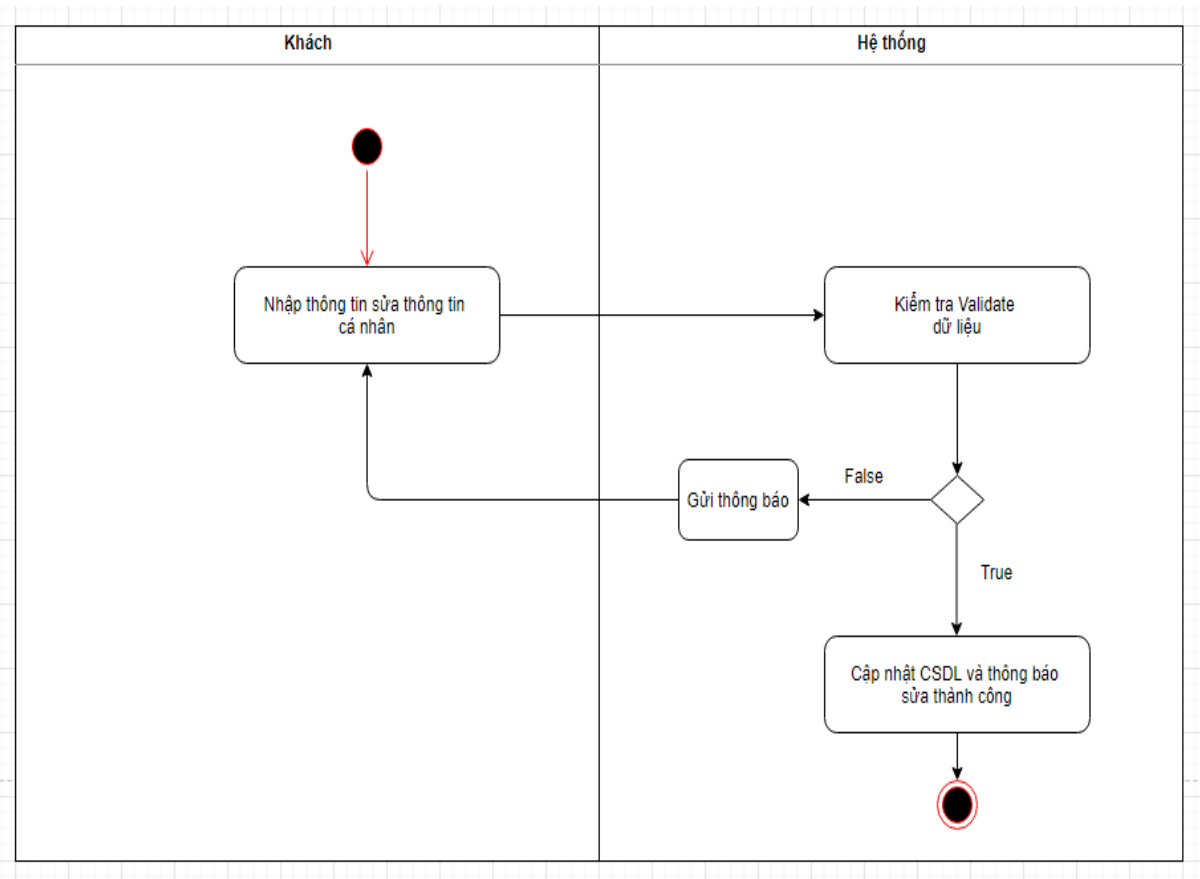 Khách
Hệ thống
Nhập thông tin sửa thông tin
cá nhân
Kiểm tra Validate
dữ liệu
False
Gửi thông báo
True
Cập nhật CSDL và thông báo
sửa thành công